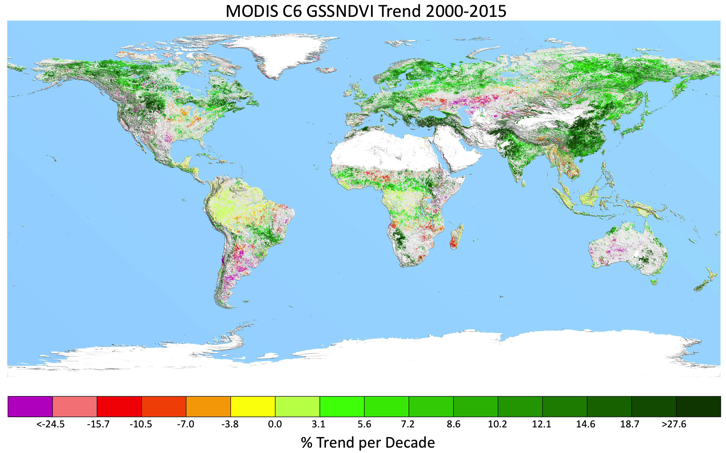 MODIS C6 GSSNDVI Trend 2000-2015
<-24.5 -15.7 -10.5 -7.0 -3.8 0.0 3.1 5.6 7.2 8.6 10.2 12.1 14.6 18.7 >27.6
% Trend per Decade